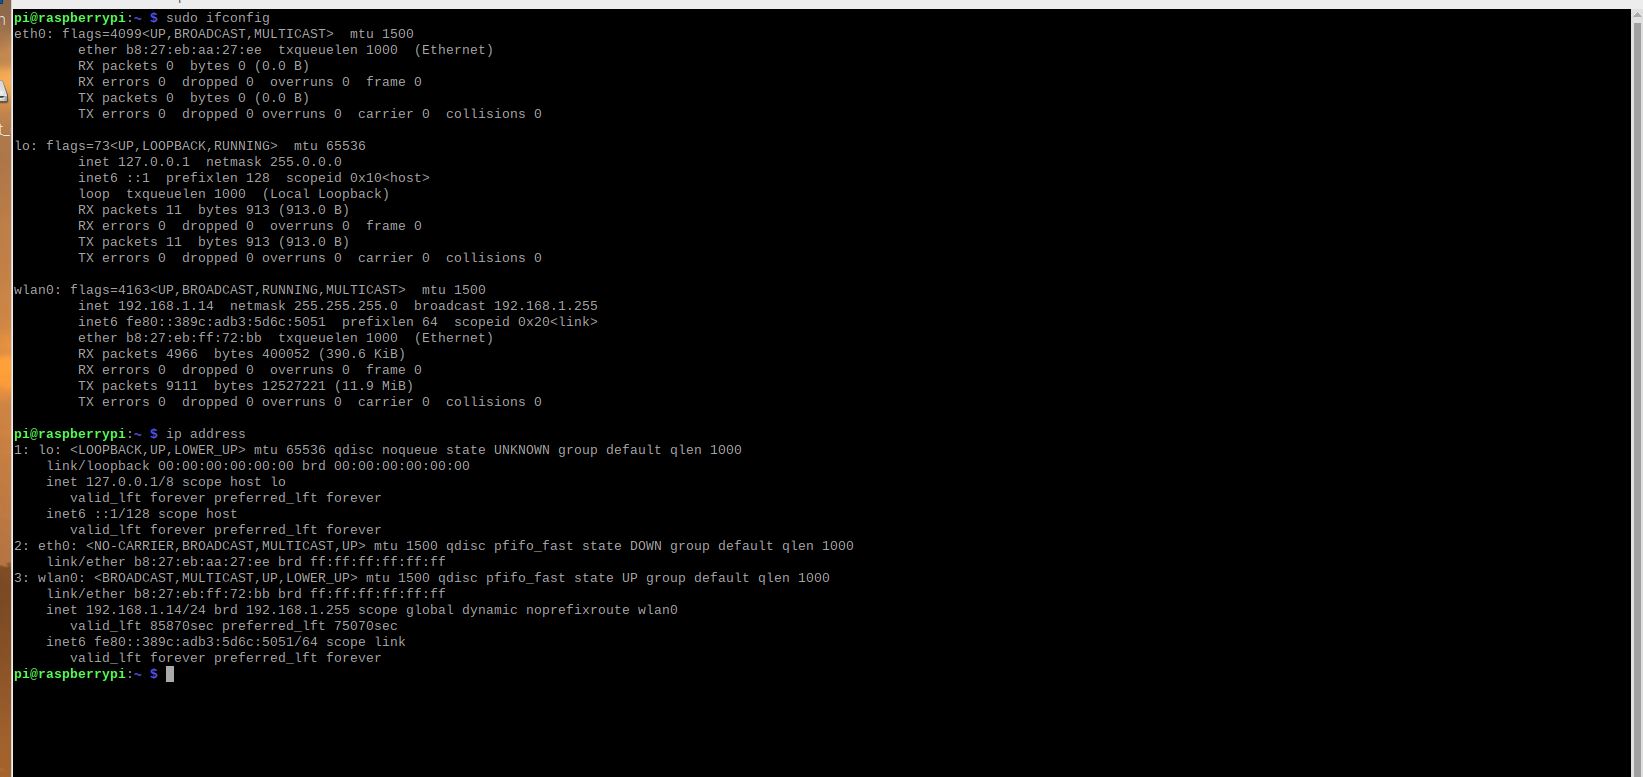 pi@raspberrypi:~ $ sudo ifconfig
eth0: flags=4099<UP,BROADCAST,MULTICAST>  mtu 1500
        ether b8:27:eb:aa:27:ee  txqueuelen 1000  (Ethernet)
        RX packets 0  bytes 0 (0.0 B)
        RX errors 0  dropped 0  overruns 0  frame 0
        TX packets 0  bytes 0 (0.0 B)
        TX errors 0  dropped 0 overruns 0  carrier 0  collisions 0

lo: flags=73<UP,LOOPBACK,RUNNING>  mtu 65536
        inet 127.0.0.1  netmask 255.0.0.0
        inet6 ::1  prefixlen 128  scopeid 0x10<host>
        loop  txqueuelen 1000  (Local Loopback)
        RX packets 11  bytes 913 (913.0 B)
        RX errors 0  dropped 0  overruns 0  frame 0
        TX packets 11  bytes 913 (913.0 B)
        TX errors 0  dropped 0 overruns 0  carrier 0  collisions 0

wlan0: flags=4163<UP,BROADCAST,RUNNING,MULTICAST>  mtu 1500
        inet 192.168.1.14  netmask 255.255.255.0  broadcast 192.168.1.255
        inet6 fe80::389c:adb3:5d6c:5051  prefixlen 64  scopeid 0x20<link>
        ether b8:27:eb:ff:72:bb  txqueuelen 1000  (Ethernet)
        RX packets 4966  bytes 400052 (390.6 KiB)
        RX errors 0  dropped 0  overruns 0  frame 0
        TX packets 9111  bytes 12527221 (11.9 MiB)
        TX errors 0  dropped 0 overruns 0  carrier 0  collisions 0

pi@raspberrypi:~ $ ip address
1: lo: <LOOPBACK,UP,LOWER_UP> mtu 65536 qdisc noqueue state UNKNOWN group default qlen 1000
    link/loopback 00:00:00:00:00:00 brd 00:00:00:00:00:00
    inet 127.0.0.1/8 scope host lo
       valid_lft forever preferred_lft forever
    inet6 ::1/128 scope host
       valid_lft forever preferred_lft forever
2: eth0: <NO-CARRIER,BROADCAST,MULTICAST,UP> mtu 1500 qdisc pfifo_fast state DOWN group default qlen 1000
    link/ether b8:27:eb:aa:27:ee brd ff:ff:ff:ff:ff:ff
3: wlan0: <BROADCAST,MULTICAST,UP,LOWER_UP> mtu 1500 qdisc pfifo_fast state UP group default qlen 1000
    link/ether b8:27:eb:ff:72:bb brd ff:ff:ff:ff:ff:ff
    inet 192.168.1.14/24 brd 192.168.1.255 scope global dynamic noprefixroute wlan0
       valid_lft 85870sec preferred_lft 75070sec
    inet6 fe80::389c:adb3:5d6c:5051/64 scope link
       valid_lft forever preferred_lft forever
pi@raspberrypi:~ $